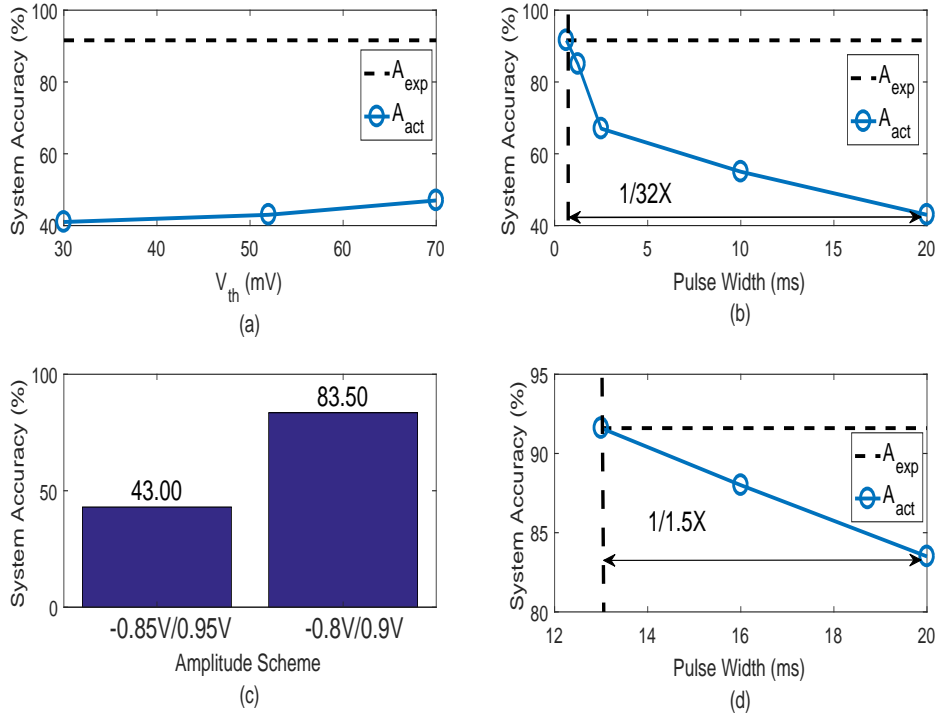 System Accuracy (%)
100
80
60
40
30
40
50
60
70
A_exp
A_act
V_th (mV)
(a)
System Accuracy (%)
100
80
60
40
0
5
10
15
20
A_exp
A_act
1/32X
Pulse Width (ms)
(b)
System Accuracy (%)
100
50
0
43.00
83.50
-0.85V/0.95V
-0.8V/0.9V
Amplitude Scheme
(c)
System Accuracy (%)
95
90
85
80
12
14
16
18
20
A_exp
A_act
1/1.5X
Pulse Width (ms)
(d)